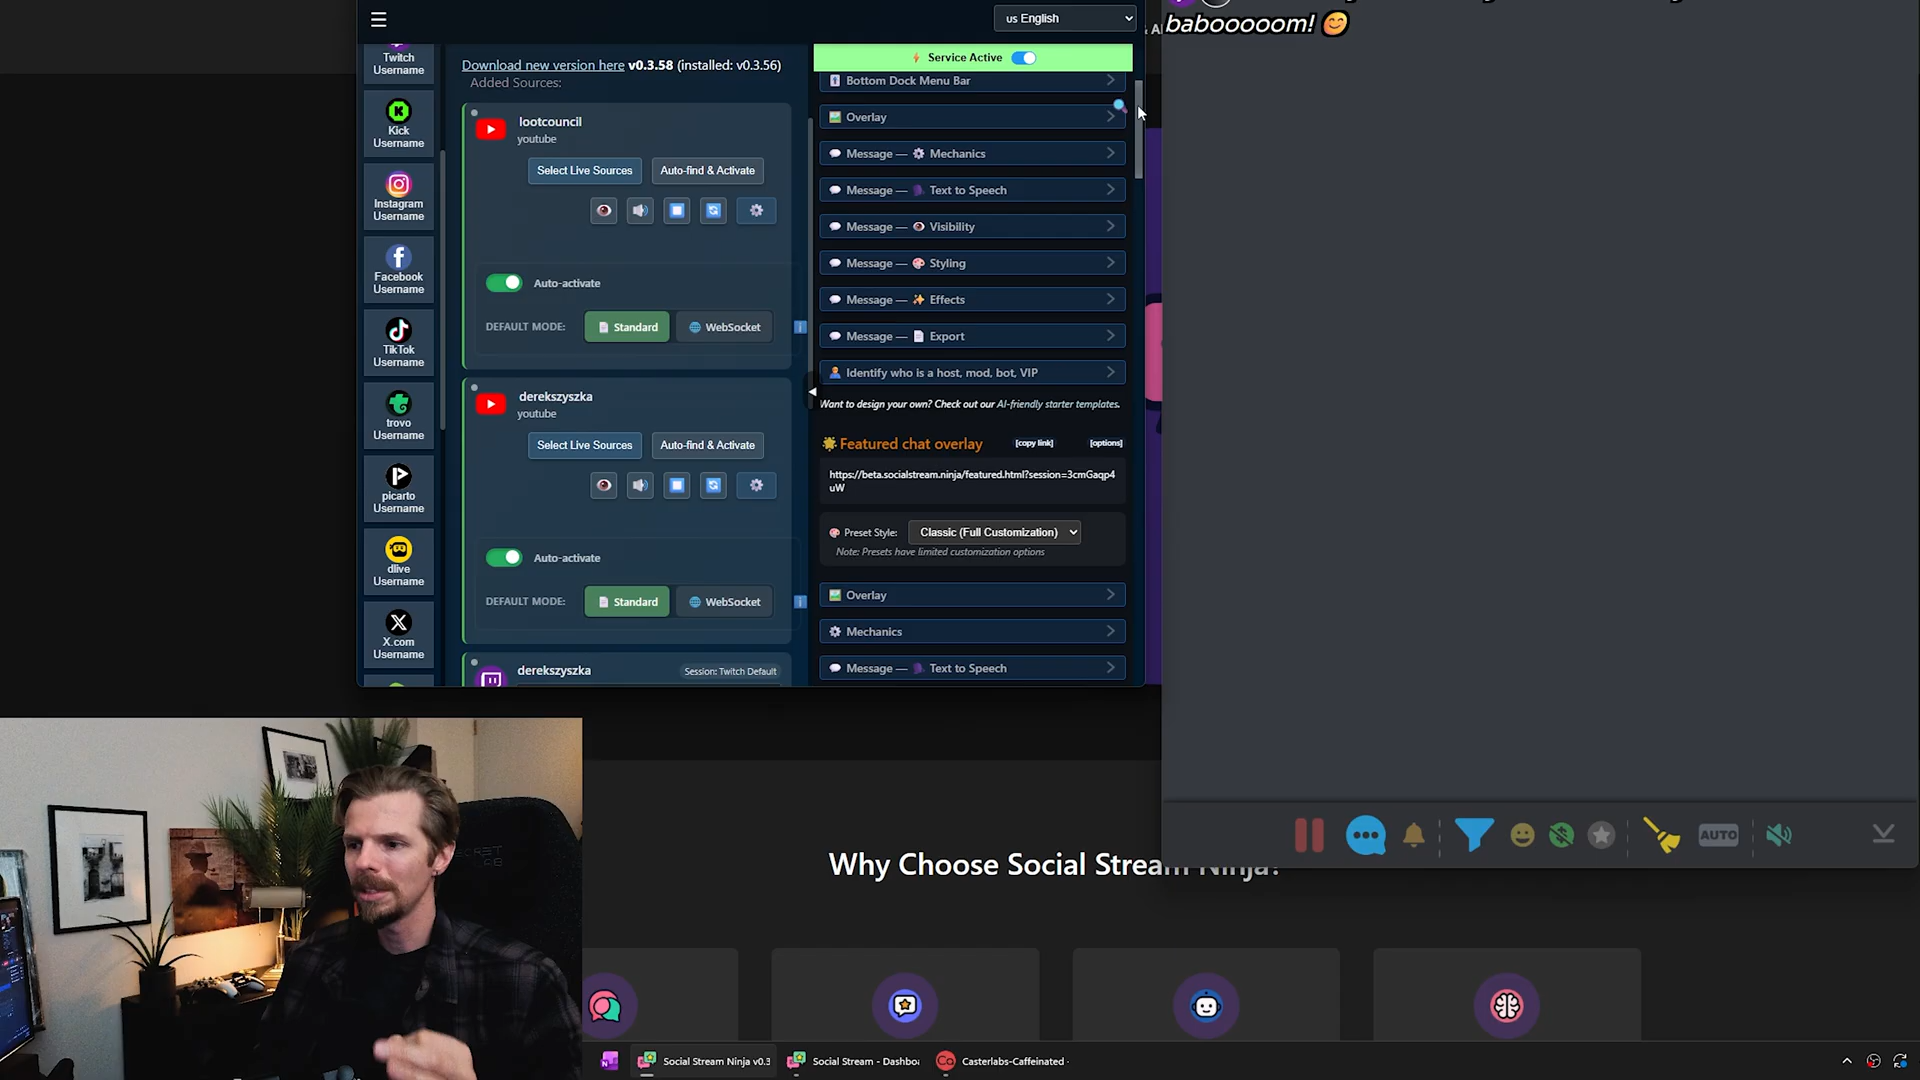 us English
babooooom! 😊
Twitch
Username
Kick
Username
Instagram
Username
Facebook
Username
TikTok
Username
trovo
Username
picarto
Username
dlive
Username
X.com
Username
Download new version here v0.3.58 (installed: v0.3.56)
Added Sources:
lootcouncil
youtube
Select Live Sources
Auto-find & Activate
Auto-activate
DEFAULT MODE:
Standard
WebSocket
derekszyszka
youtube
Select Live Sources
Auto-find & Activate
Auto-activate
DEFAULT MODE:
Standard
WebSocket
derekszyszka
Session: Twitch Default
Service Active
Bottom Dock Menu Bar
Overlay
Message — Mechanics
Message — Text to Speech
Message — Visibility
Message — Styling
Message — Effects
Message — Export
Identify who is a host, mod, bot, VIP
Want to design your own? Check out our AI-friendly starter templates.
Featured chat overlay
[copy link]
[options]
https://beta.socialstream.ninja/featured.html?session=3cmGaqp4
uW
Preset Style:
Classic (Full Customization)
Note: Presets have limited customization options
Overlay
Mechanics
Message — Text to Speech
AUTO
Why Choose Social Stream Ninja?
Social Stream Ninja v0.3
Social Stream - Dashbo
Casterlabs-Caffeinated